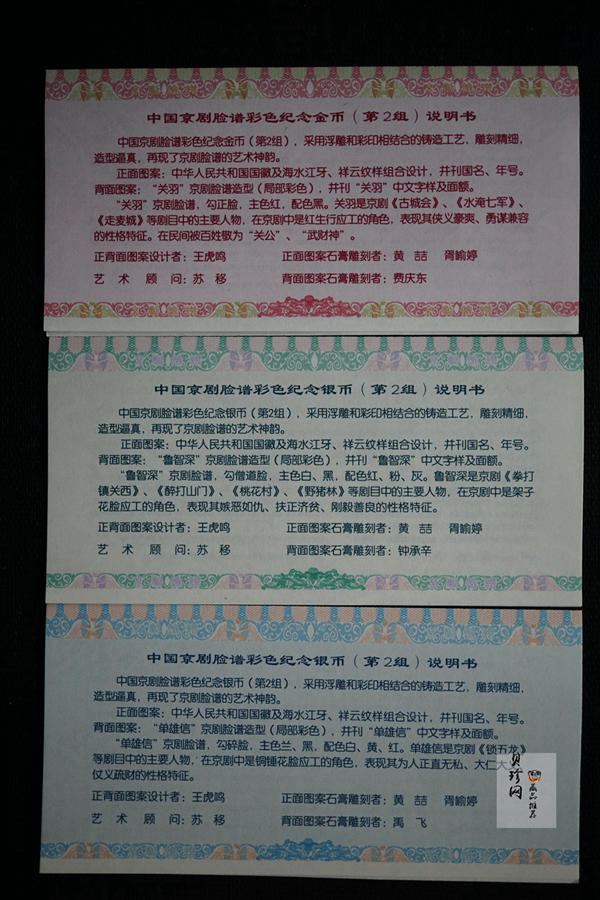 中国京剧脸谱彩色纪念金币（第2组）说明书
中国京剧脸谱彩色纪念金币（第2组），采用浮雕和彩印相结合的铸造工艺，雕刻精细，
造型逼真，再现了京剧脸谱的艺术神韵。
正面图案：中华人民共和国国徽及海水江牙、祥云纹样组合设计，并刊国名、年号。
背面图案：“关羽”京剧脸谱造型（局部彩色），并刊“关羽”中文字样及面额。
“关羽”京剧脸谱，勾正脸，主色红，配色黑。关羽是京剧《古城会》、《水淹七军》、
《走麦城》等剧目中的主要人物，在京剧中是红生行应工的角色，表现其侠义豪爽、勇谋兼容
的性格特征。在民间被百姓敬为“关公”、“武财神”。
正背面图案设计者：王虎鸣 正面图案石膏雕刻者：黄 喆 胥喻婷
艺 术 顾 问：苏 移 背面图案石膏雕刻者：费庆东
中国京剧脸谱彩色纪念银币（第2组）说明书
中国京剧脸谱彩色纪念银币（第2组），采用浮雕和彩印相结合的铸造工艺，雕刻精细，
造型逼真，再现了京剧脸谱的艺术神韵。
正面图案：中华人民共和国国徽及海水江牙、祥云纹样组合设计，并刊国名、年号。
背面图案：“鲁智深”京剧脸谱造型（局部彩色），并刊“鲁智深”中文字样及面额。
“鲁智深”京剧脸谱，勾僧道脸，主色白、黑，配色红、粉、灰。鲁智深是京剧《拳打
镇关西》、《醉打山门》、《桃花村》、《野猪林》等剧目中的主要人物，在京剧中是架子
花脸应工的角色，表现其嫉恶如仇、扶正济贫、刚毅善良的性格特征。
正背面图案设计者：王虎鸣 正面图案石膏雕刻者：黄 喆 胥喻婷
艺 术 顾 问：苏 移 背面图案石膏雕刻者：钟承辛
中国京剧脸谱彩色纪念银币（第2组）说明书
中国京剧脸谱彩色纪念银币（第2组），采用浮雕和彩印相结合的铸造工艺，雕刻精细，
造型逼真，再现了京剧脸谱的艺术神韵。
正面图案：中华人民共和国国徽及海水江牙、祥云纹样组合设计，并刊国名、年号。
背面图案：“单雄信”京剧脸谱造型（局部彩色），并刊“单雄信”中文字样及面额。
“单雄信”京剧脸谱，勾碎脸，主色兰、黑，配色白、黄、红。单雄信是京剧《锁五龙》
等剧目中的主要人物，在京剧中是铜锤花脸应工的角色，表现其为人正直无私、大仁大
仗义疏财的性格特征。
正背面图案设计者：王虎鸣 正面图案石膏雕刻者：黄 喆 胥喻婷
艺 术 顾 问：苏 移 背面图案石膏雕刻者：禹 飞
藏品推荐